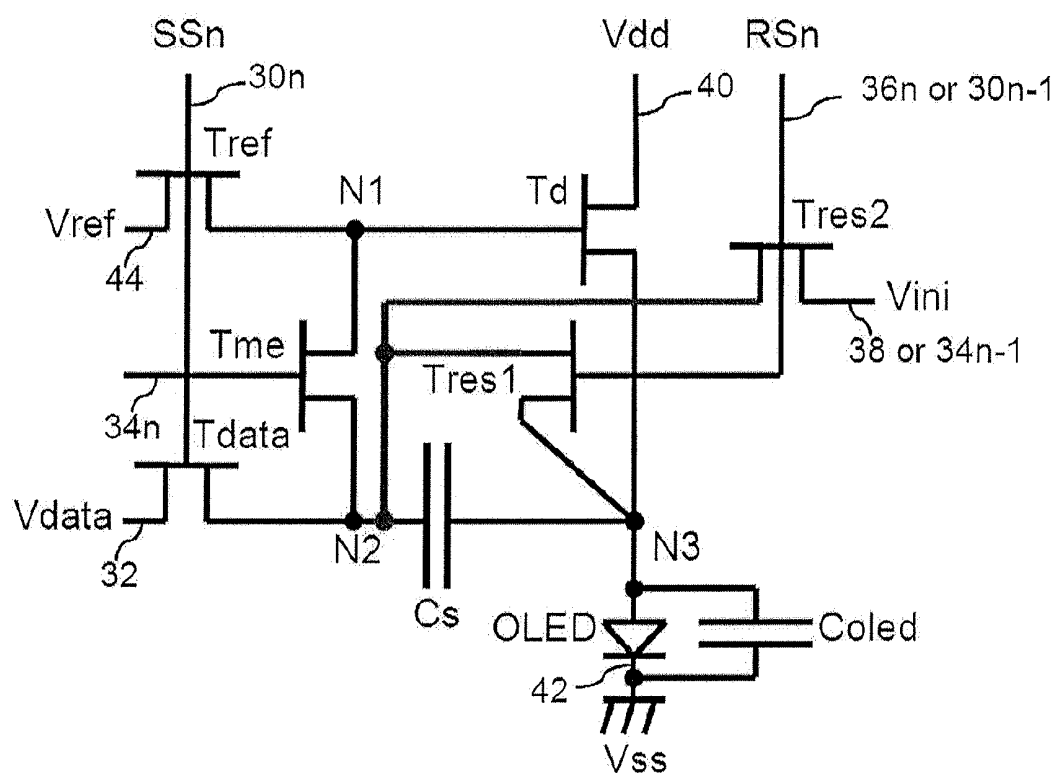 SSn
Vdd
RSn
30n
40
36n or 30n-1
Tref
N1
Td
Tres2
Vref
44
Vini
38 or 34n-1
Tme
Tres1
34n
Tdata
Vdata
32
N2
N3
Cs
OLED
Coled
42
Vss